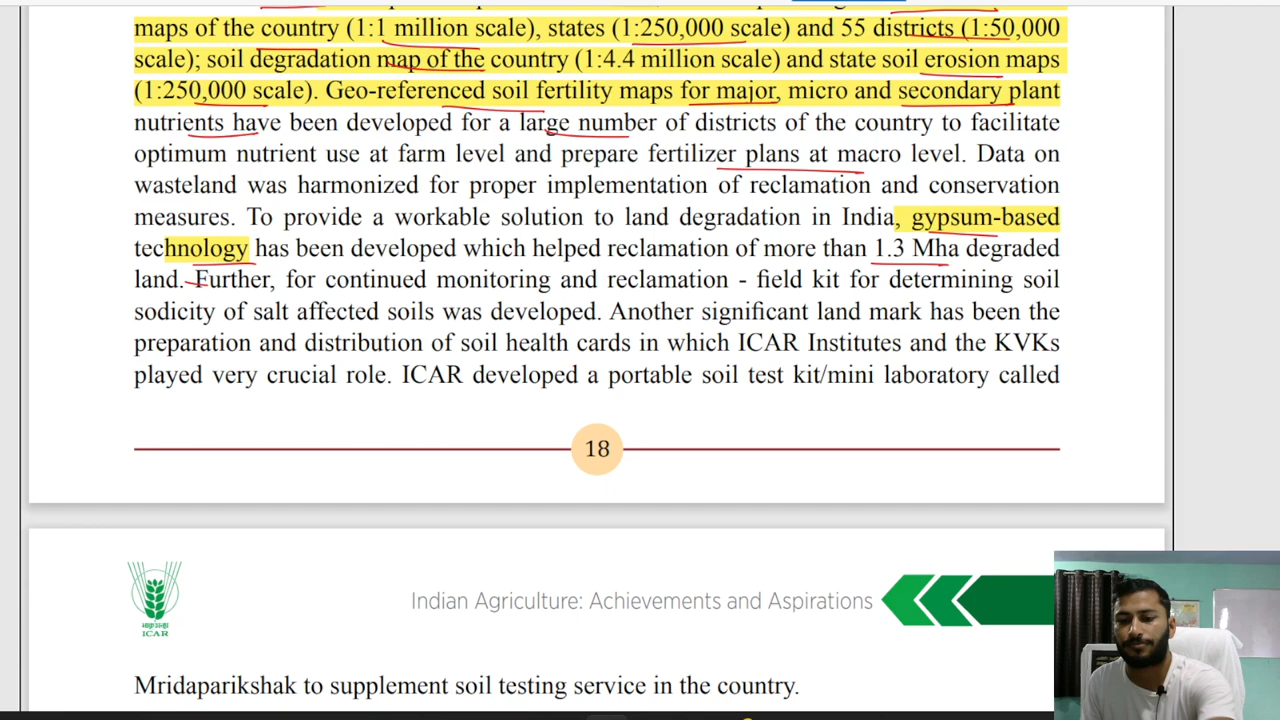 maps of the country (1:1 million scale), states (1:250,000 scale) and 55 districts (1:50,000
scale); soil degradation map of the country (1:4.4 million scale) and state soil erosion maps
(1:250,000 scale). Geo-referenced soil fertility maps for major, micro and secondary plant
nutrients have been developed for a large number of districts of the country to facilitate
optimum nutrient use at farm level and prepare fertilizer plans at macro level. Data on
wasteland was harmonized for proper implementation of reclamation and conservation
measures. To provide a workable solution to land degradation in India, gypsum-based
technology has been developed which helped reclamation of more than 1.3 Mha degraded
land. Further, for continued monitoring and reclamation - field kit for determining soil
sodicity of salt affected soils was developed. Another significant land mark has been the
preparation and distribution of soil health cards in which ICAR Institutes and the KVKs
played very crucial role. ICAR developed a portable soil test kit/mini laboratory called
18
ICAR
Indian Agriculture: Achievements and Aspirations
Mridaparikshak to supplement soil testing service in the country.